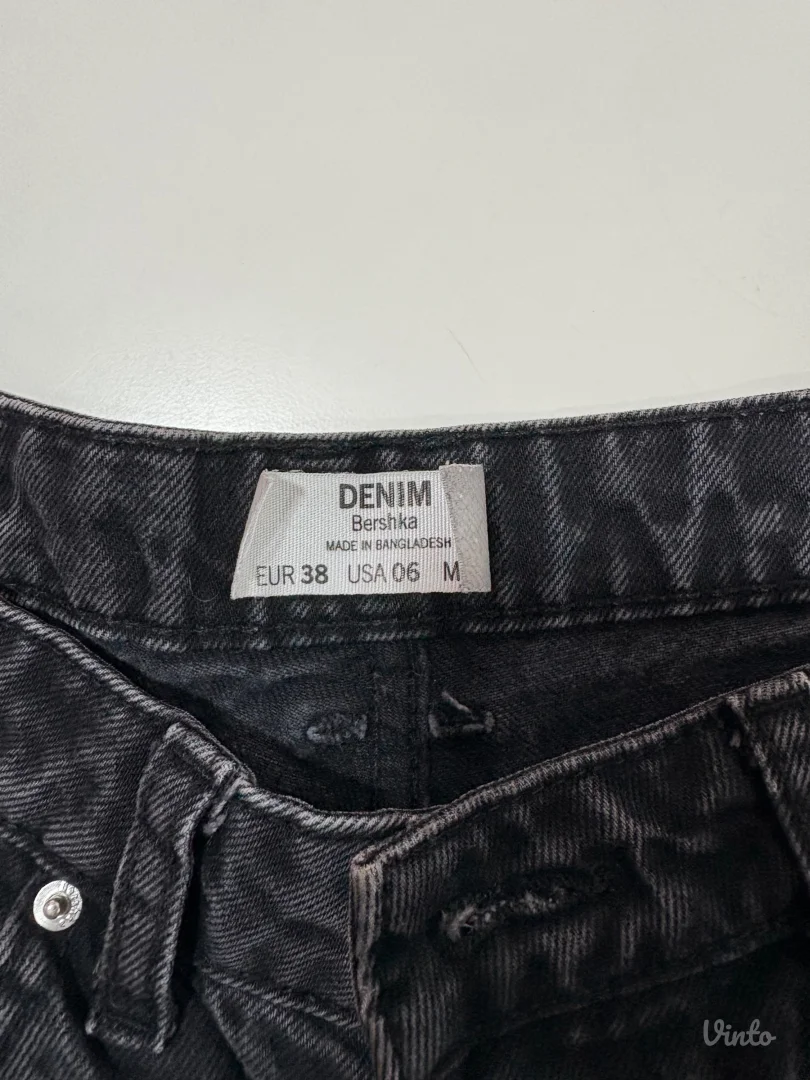 DENIM
Bershka
MADE IN BANGLADESH
EUR 38 USA 06 M
Vinto